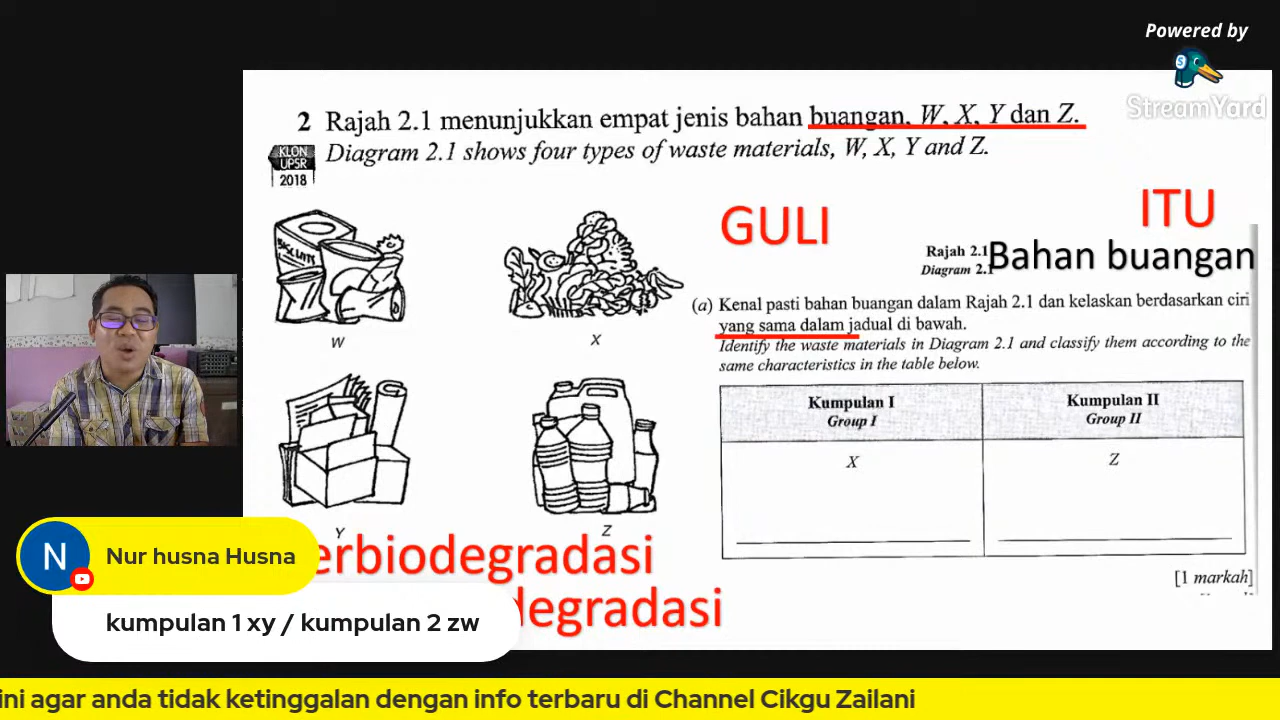 Powered by
StreamYard
2 Rajah 2.1 menunjukkan empat jenis bahan buangan, W, X, Y dan Z.
KLON
UPSR
2018
Diagram 2.1 shows four types of waste materials, W, X, Y and Z.
GULI
ITU
Rajah 2.1
Diagram 2.1
Bahan buangan
W
X
Y
Z
(a) Kenal pasti bahan buangan dalam Rajah 2.1 dan kelaskan berdasarkan ciri
yang sama dalam jadual di bawah.
Identify the waste materials in Diagram 2.1 and classify them according to the
same characteristics in the table below.
Kumpulan I
Group I
Kumpulan II
Group II
X
Z
[1 markah]
erbiodegradasi
degradasi
N
Nur husna Husna
kumpulan 1 xy / kumpulan 2 zw
ini agar anda tidak ketinggalan dengan info terbaru di Channel Cikgu Zailani